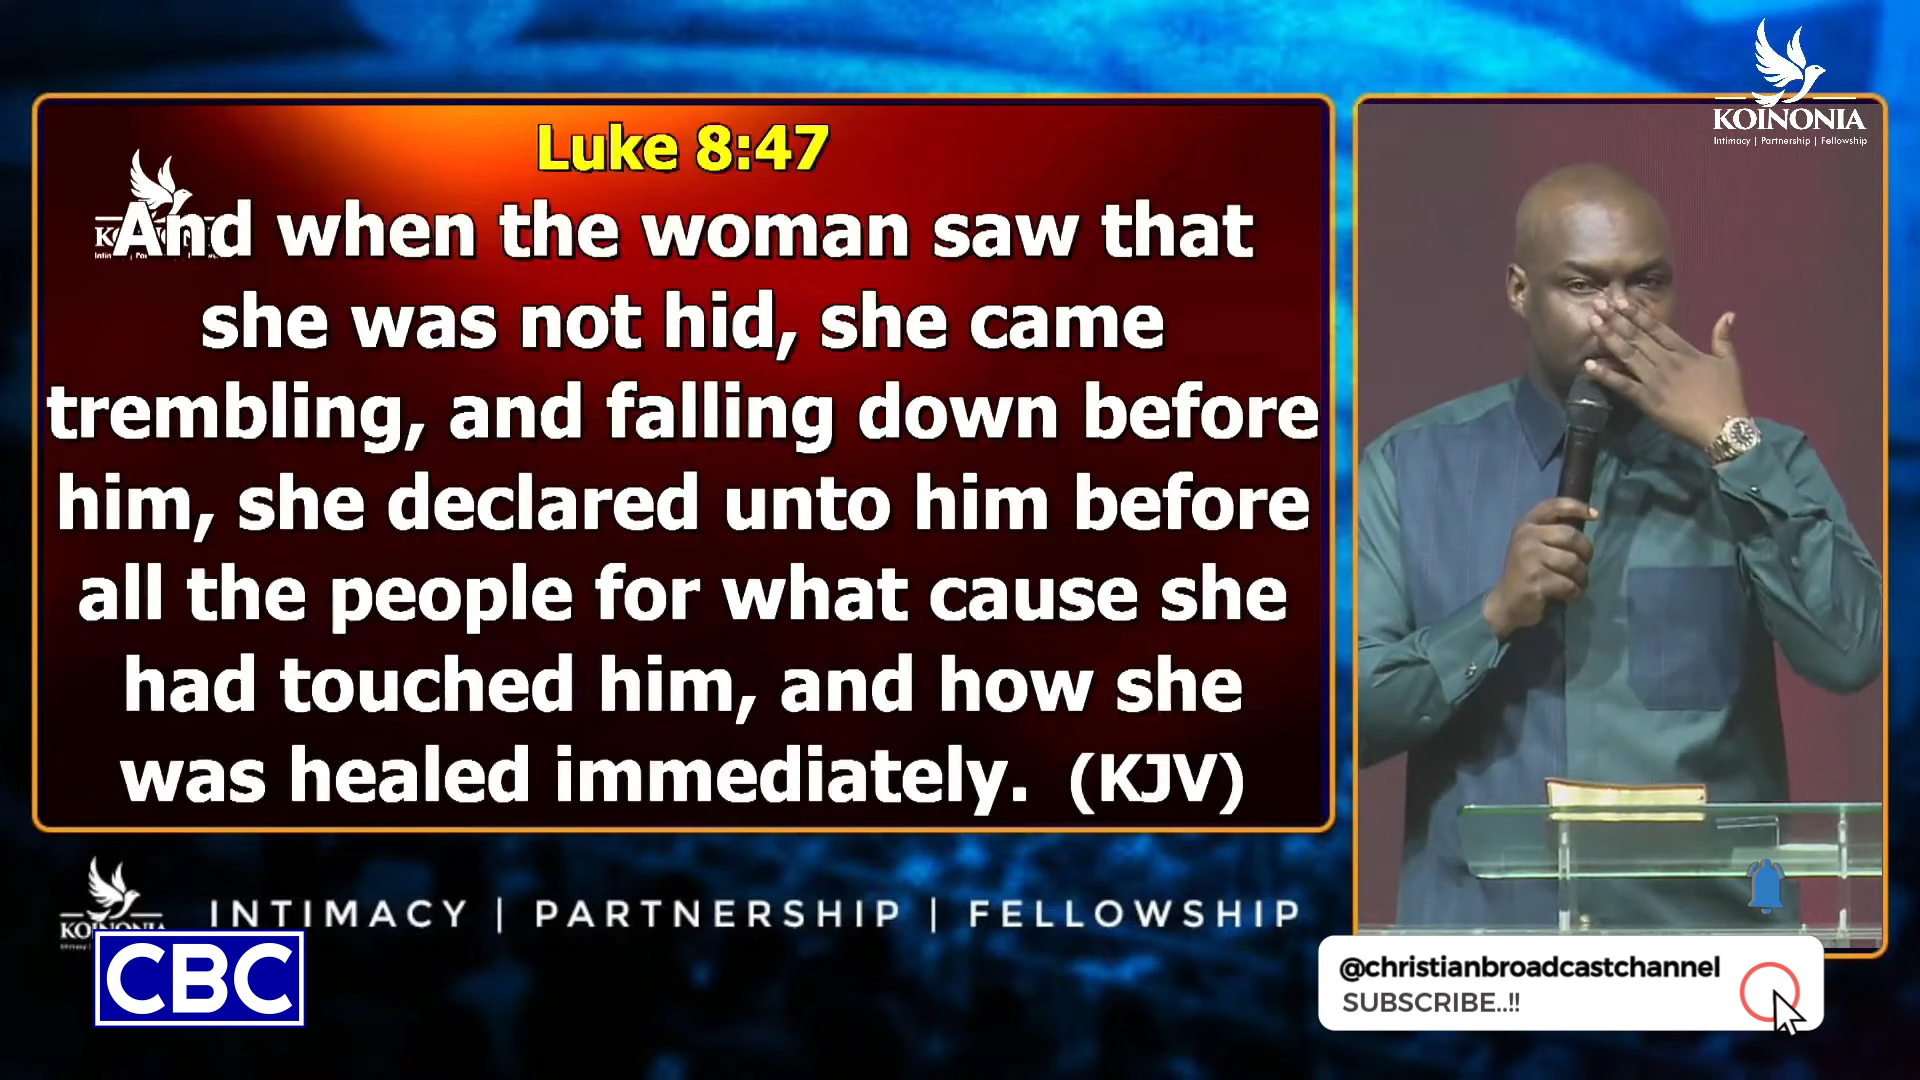 KOINONIA
Intimacy | Partnership | Fellowship
Luke 8:47
And when the woman saw that
she was not hid, she came
trembling, and falling down before
him, she declared unto him before
all the people for what cause she
had touched him, and how she
was healed immediately. (KJV)
INTIMACY | PARTNERSHIP | FELLOWSHIP
KOINONIA
CBC
@christianbroadcastchannel
SUBSCRIBE..!!